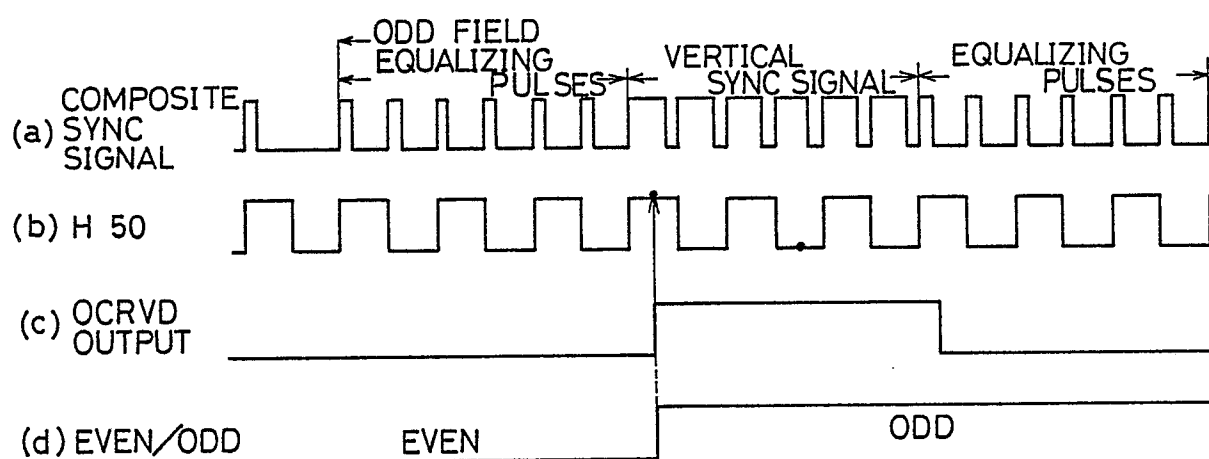 ODD FIELD
EQUALIZING
PULSES
VERTICAL
SYNC SIGNAL
EQUALIZING
PULSES
(a) COMPOSITE
SYNC
SIGNAL
(b) H 50
(c) OCRVD
OUTPUT
(d) EVEN/ODD
EVEN
ODD